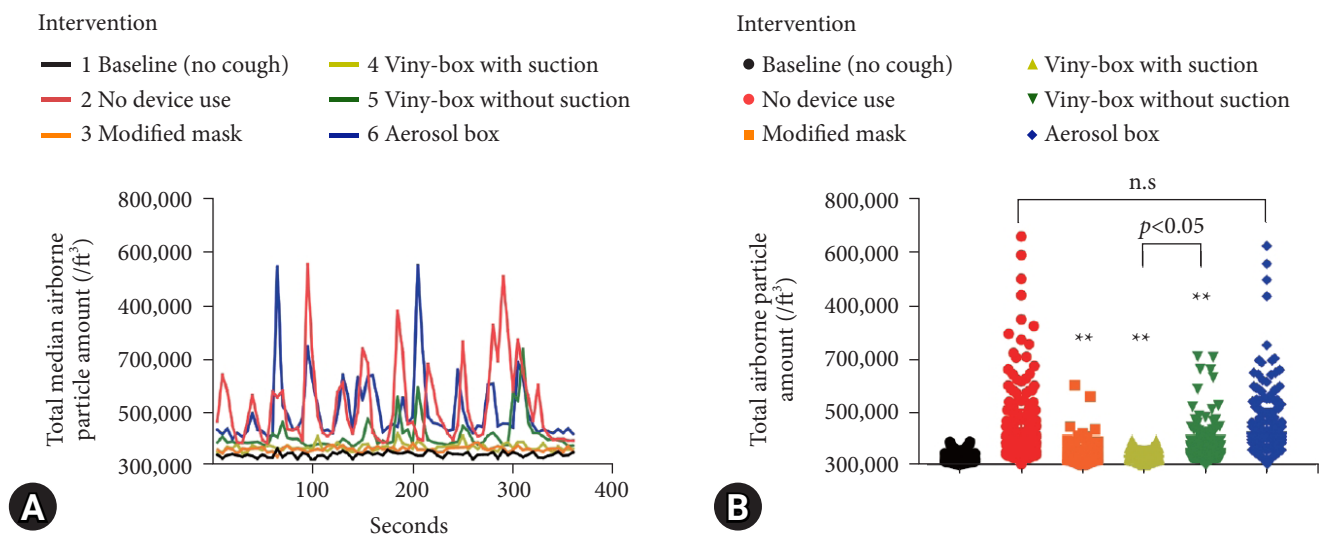 Intervention
1 Baseline (no cough)
2 No device use
3 Modified mask
4 Viny-box with suction
5 Viny-box without suction
6 Aerosol box
Total median airborne
particle amount (/ft³)
800,000
600,000
400,000
700,000
500,000
300,000
100
200
300
400
Seconds
A
Intervention
Baseline (no cough)
No device use
Modified mask
Viny-box with suction
Viny-box without suction
Aerosol box
Total airborne particle
amount (/ft³)
800,000
600,000
400,000
700,000
500,000
300,000
n.s
p<0.05
**
**
**
B